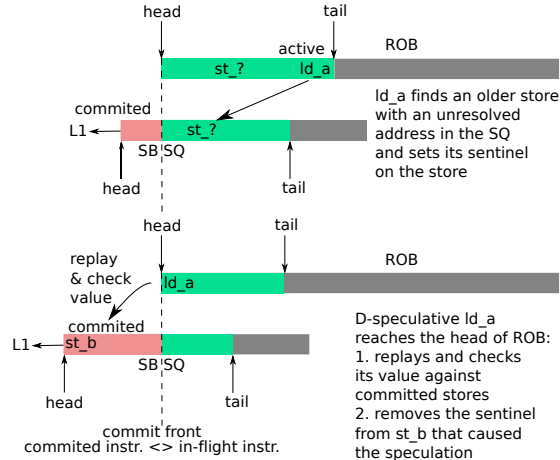 head
tail
active
ROB
st_?
ld_a
commited
L1
st_?
SB
SQ
head
tail
ld_a finds an older store
with an unresolved
address in the SQ
and sets its sentinel
on the store
head
tail
ROB
replay
& check
value
ld_a
commited
st_b
L1
SB
SQ
head
tail
D-speculative ld_a
reaches the head of ROB:
1. replays and checks
its value against
committed stores
2. removes the sentinel
from st_b that caused
the speculation
commit front
commited instr. <> in-flight instr.